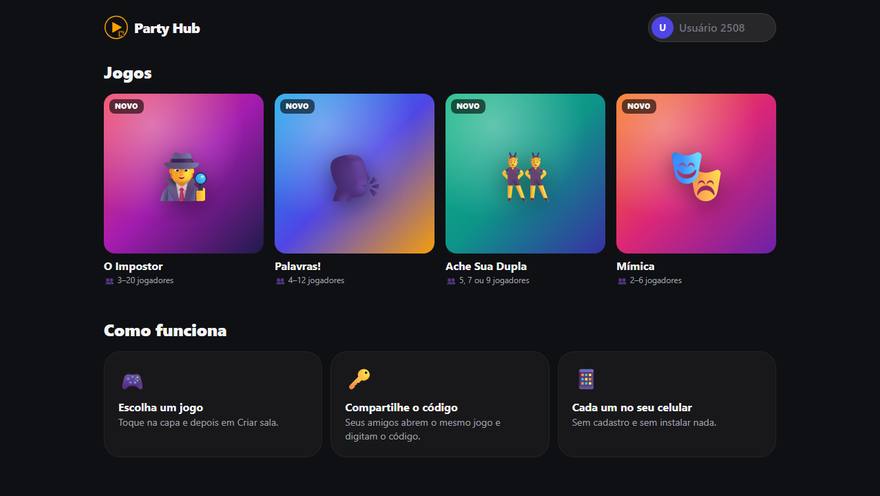 Party Hub
U Usuário 2508
Jogos
NOVO NOVO NOVO NOVO
O Impostor
3–20 jogadores
Palavras!
4–12 jogadores
Ache Sua Dupla
5, 7 ou 9 jogadores
Mímica
2–6 jogadores
Como funciona
Escolha um jogo
Toque na capa e depois em Criar sala.
Compartilhe o código
Seus amigos abrem o mesmo jogo e
digitam o código.
Cada um no seu celular
Sem cadastro e sem instalar nada.